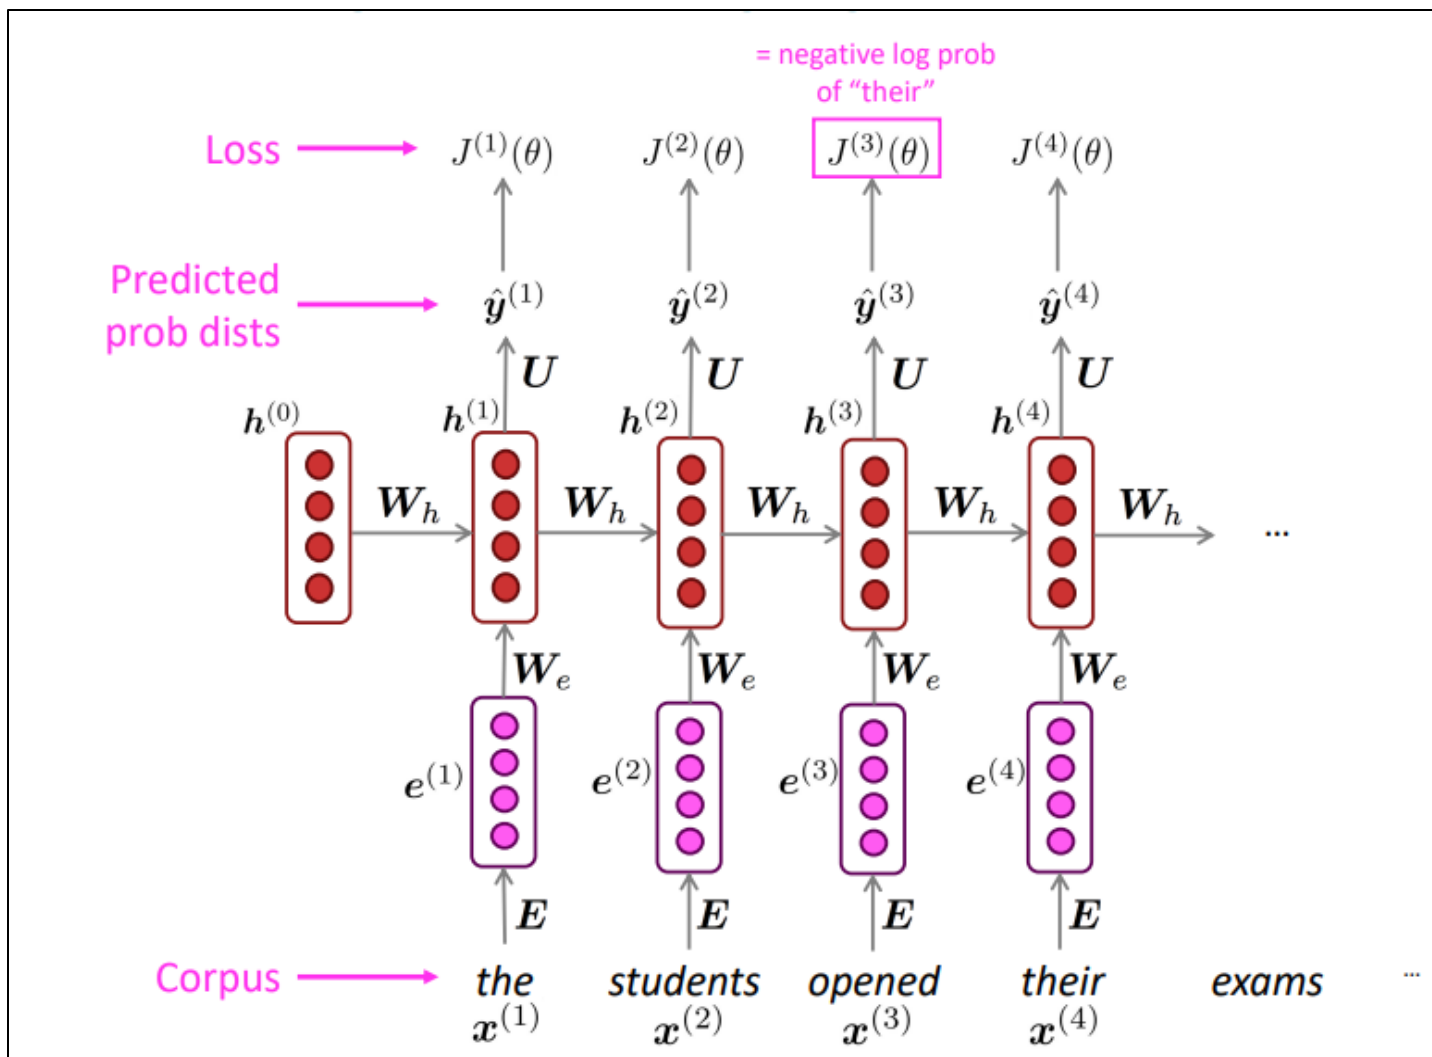 = negative log prob
of “their”
Loss J⁽¹⁾(θ) J⁽²⁾(θ) J⁽³⁾(θ) J⁽⁴⁾(θ)
Predicted
prob dists ŷ⁽¹⁾ ŷ⁽²⁾ ŷ⁽³⁾ ŷ⁽⁴⁾
U U U U
h⁽⁰⁾ h⁽¹⁾ h⁽²⁾ h⁽³⁾ h⁽⁴⁾
Wₕ Wₕ Wₕ Wₕ Wₕ ...
Wₑ Wₑ Wₑ Wₑ
e⁽¹⁾ e⁽²⁾ e⁽³⁾ e⁽⁴⁾
E E E E
Corpus the students opened their exams ...
x⁽¹⁾ x⁽²⁾ x⁽³⁾ x⁽⁴⁾